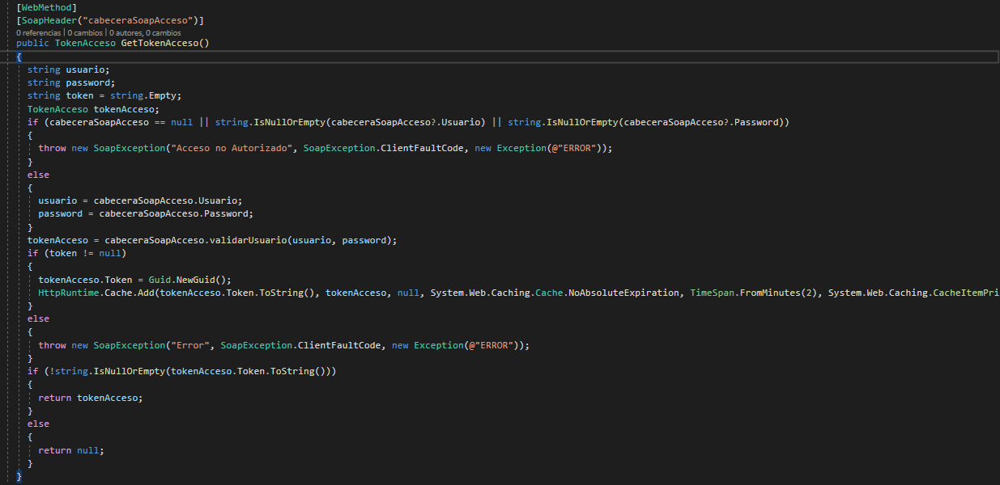 [WebMethod]
[SoapHeader("cabeceraSoapAcceso")]
0 referencias | 0 cambios | 0 autores, 0 cambios
public TokenAcceso GetTokenAcceso()
{
string usuario;
string password;
string token = string.Empty;
TokenAcceso tokenAcceso;
if (cabeceraSoapAcceso == null || string.IsNullOrEmpty(cabeceraSoapAcceso?.Usuario) || string.IsNullOrEmpty(cabeceraSoapAcceso?.Password))
{
throw new SoapException("Acceso no Autorizado", SoapException.ClientFaultCode, new Exception(@"ERROR"));
}
else
{
usuario = cabeceraSoapAcceso.Usuario;
password = cabeceraSoapAcceso.Password;
}
tokenAcceso = cabeceraSoapAcceso.validarUsuario(usuario, password);
if (token != null)
{
tokenAcceso.Token = Guid.NewGuid();
HttpRuntime.Cache.Add(tokenAcceso.Token.ToString(), tokenAcceso, null, System.Web.Caching.Cache.NoAbsoluteExpiration, TimeSpan.FromMinutes(2), System.Web.Caching.CacheItemPri
}
else
{
throw new SoapException("Error", SoapException.ClientFaultCode, new Exception(@"ERROR"));
}
if (!string.IsNullOrEmpty(tokenAcceso.Token.ToString()))
{
return tokenAcceso;
}
else
{
return null;
}
}